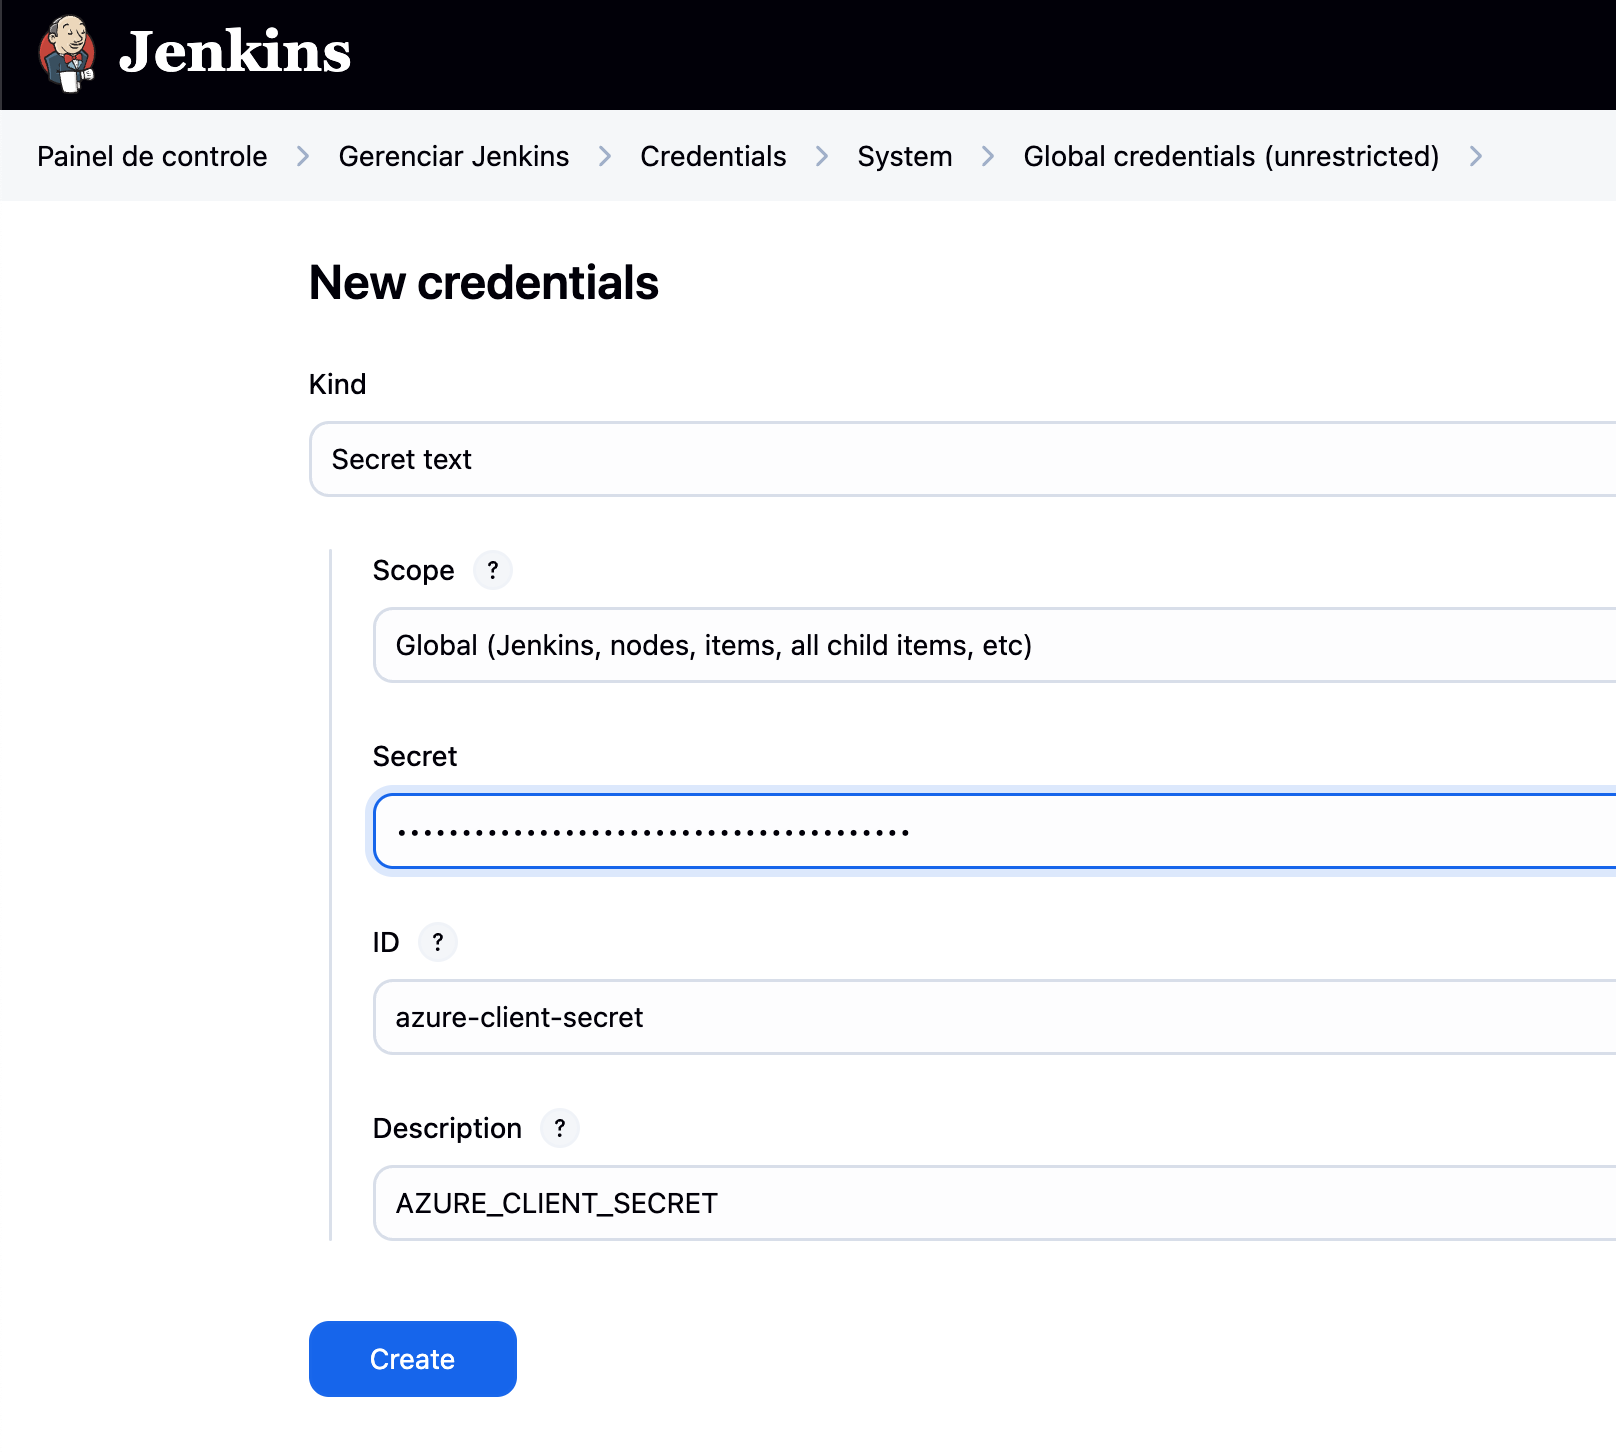 Jenkins
Painel de controle > Gerenciar Jenkins > Credentials > System > Global credentials (unrestricted) >
New credentials
Kind
Secret text
Scope ?
Global (Jenkins, nodes, items, all child items, etc)
Secret
••••••••••••••••••••••••••••••••••••••••
ID ?
azure-client-secret
Description ?
AZURE_CLIENT_SECRET
Create